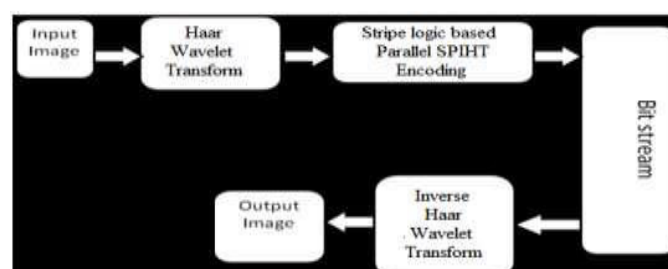 Input
Image
Haar
Wavelet
Transform
Stripe logic based
Parallel SPIHT
Encoding
Bit stream
Inverse
Haar
. Wavelet
Transform
Output
Image